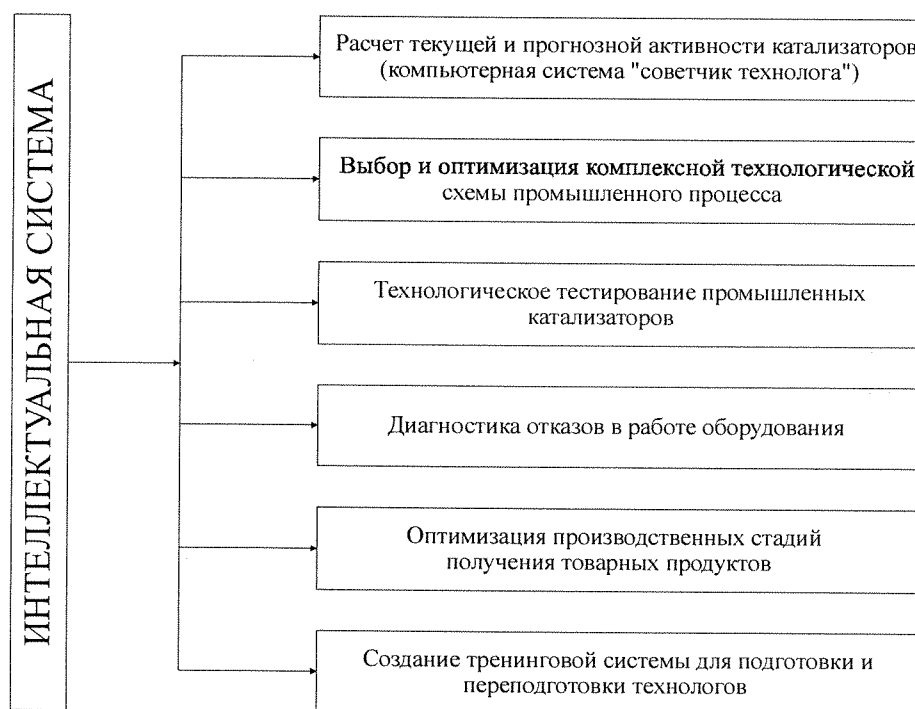 ИНТЕЛЛЕКТУАЛЬНАЯ СИСТЕМА
Расчет текущей и прогнозной активности катализаторов
(компьютерная система "советчик технолога")
Выбор и оптимизация комплексной технологической
схемы промышленного процесса
Технологическое тестирование промышленных
катализаторов
Диагностика отказов в работе оборудования
Оптимизация производственных стадий
получения товарных продуктов
Создание тренинговой системы для подготовки и
переподготовки технологов